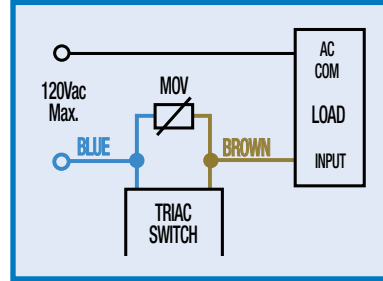 AC
COM
120Vac
Max.
MOV
LOAD
BLUE
BROWN
INPUT
TRIAC
SWITCH